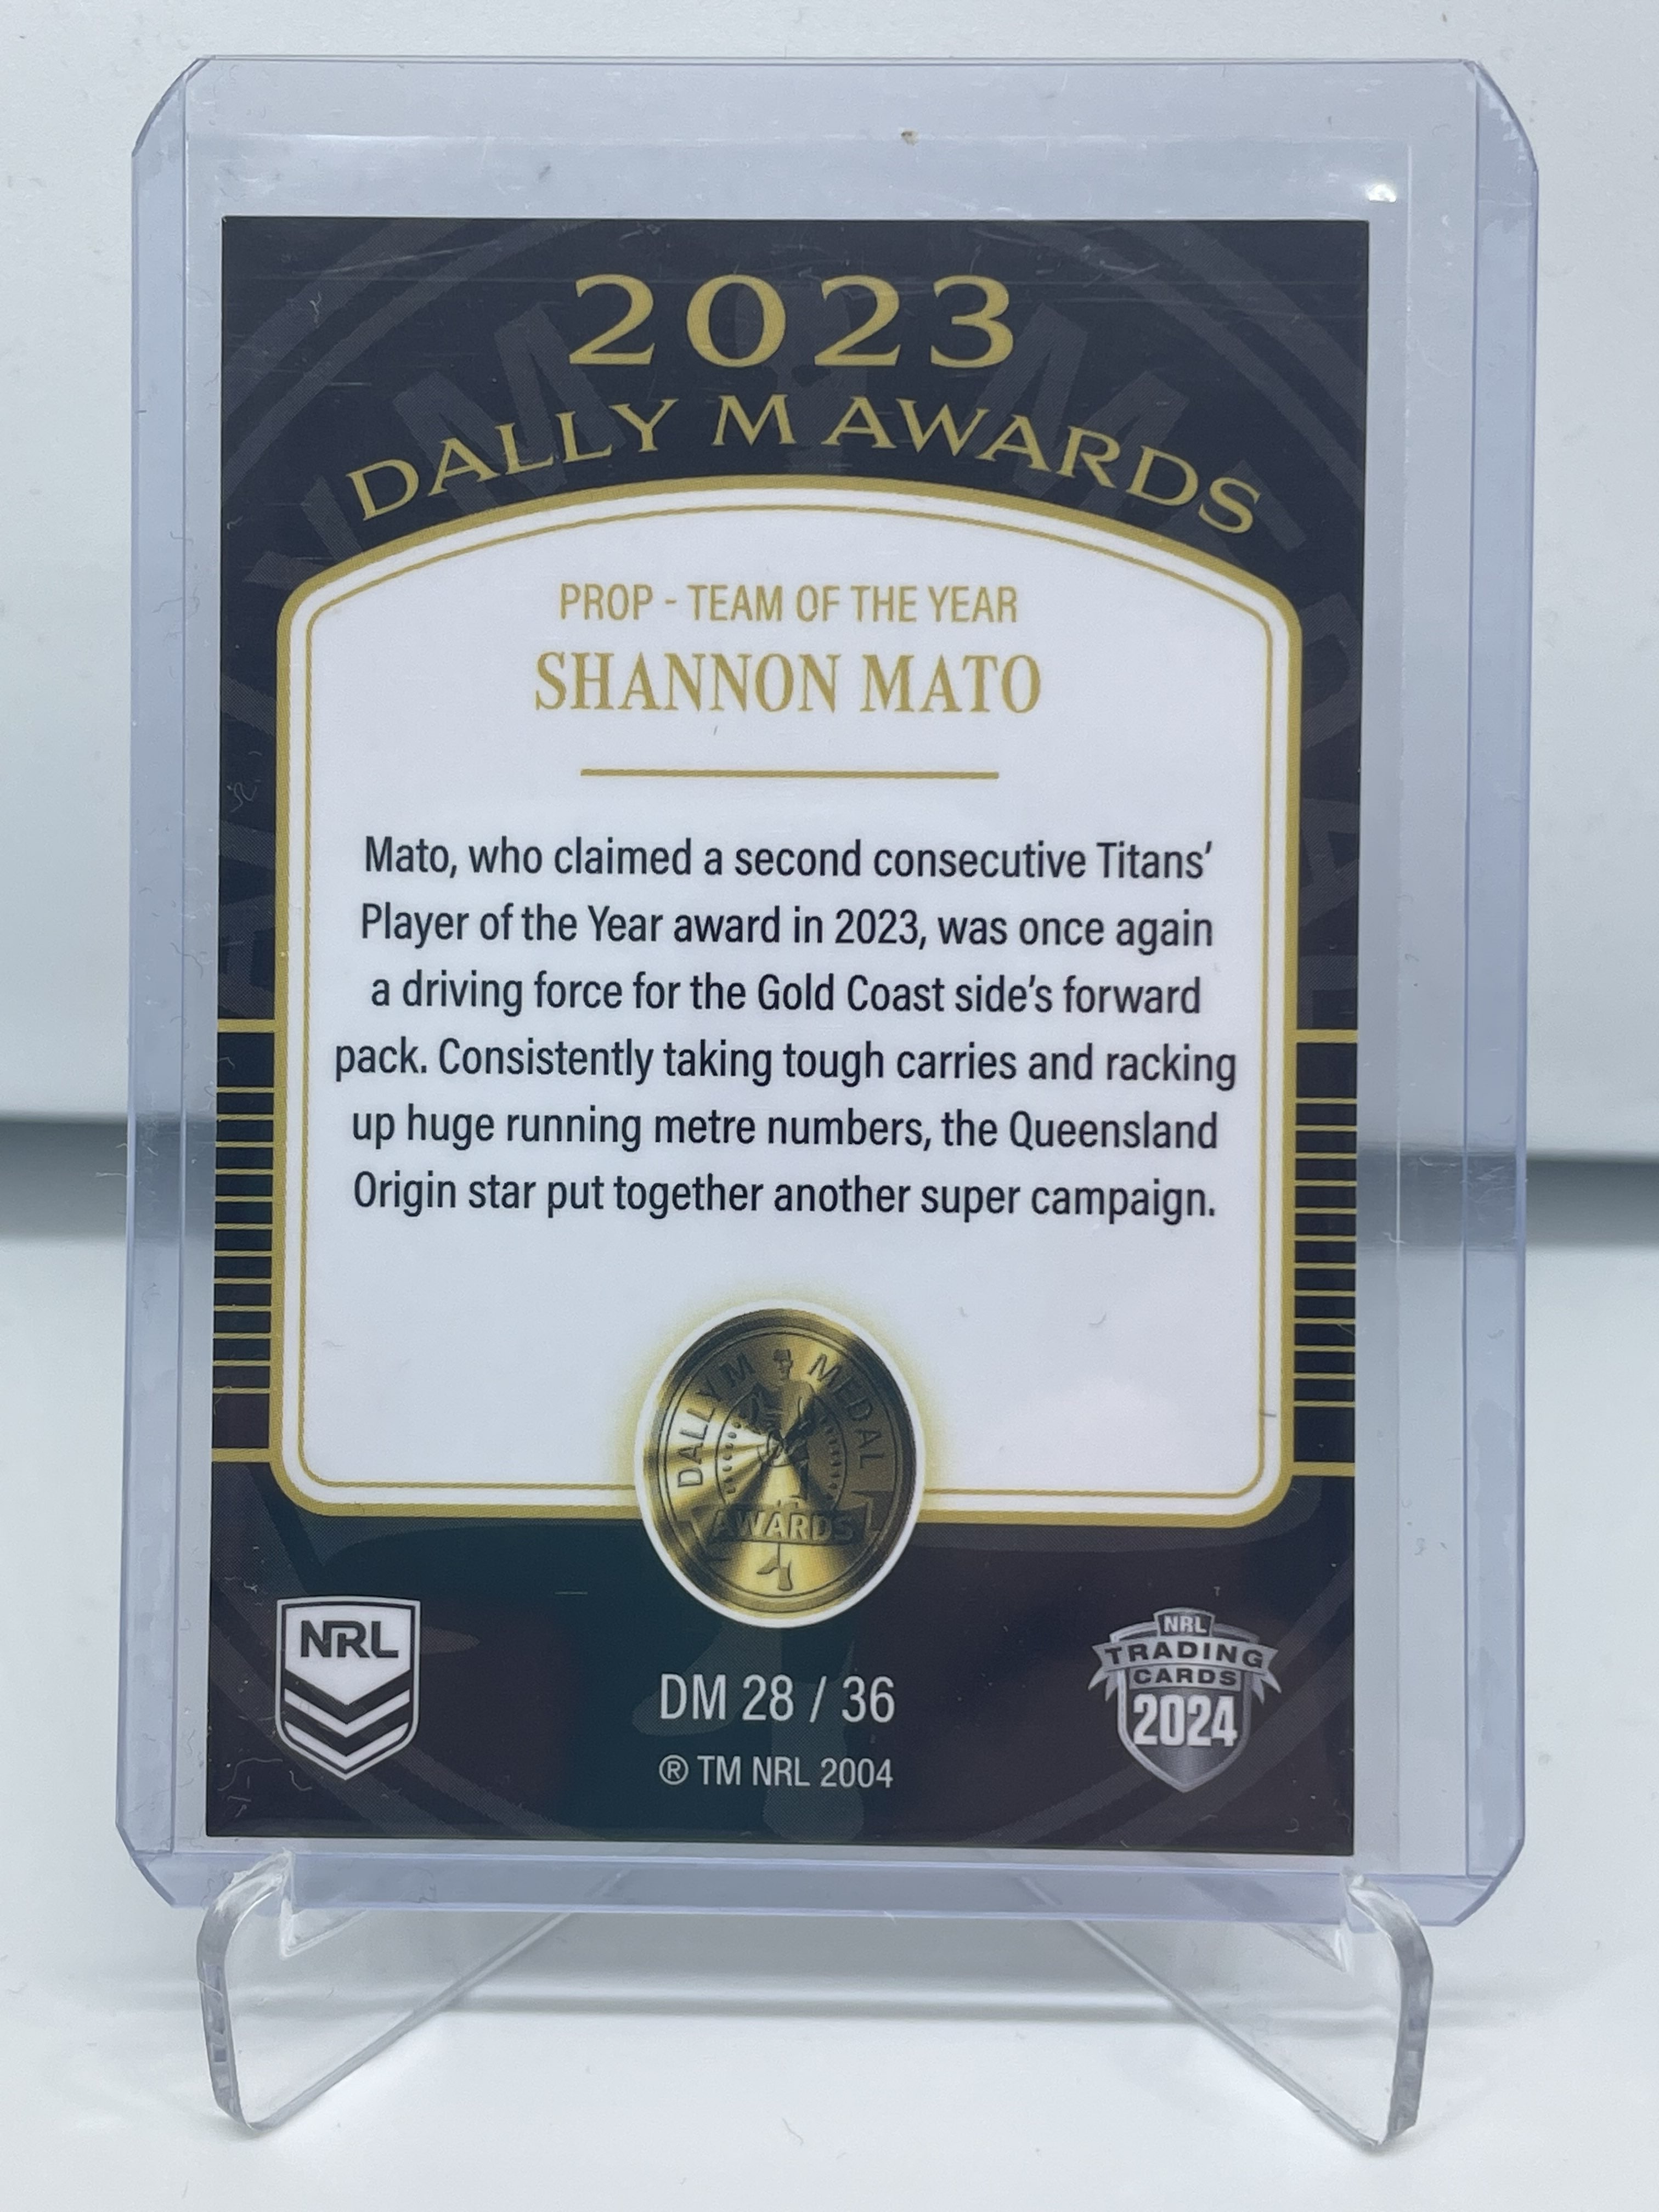 2023
DALLY M AWARDS
PROP - TEAM OF THE YEAR
SHANNON MATO
Mato, who claimed a second consecutive Titans’
Player of the Year award in 2023, was once again
a driving force for the Gold Coast side’s forward
pack. Consistently taking tough carries and racking
up huge running metre numbers, the Queensland
Origin star put together another super campaign.
DALLY M MEDAL
AWARDS
NRL
DM 28 / 36
® TM NRL 2004
NRL
TRADING
CARDS
2024